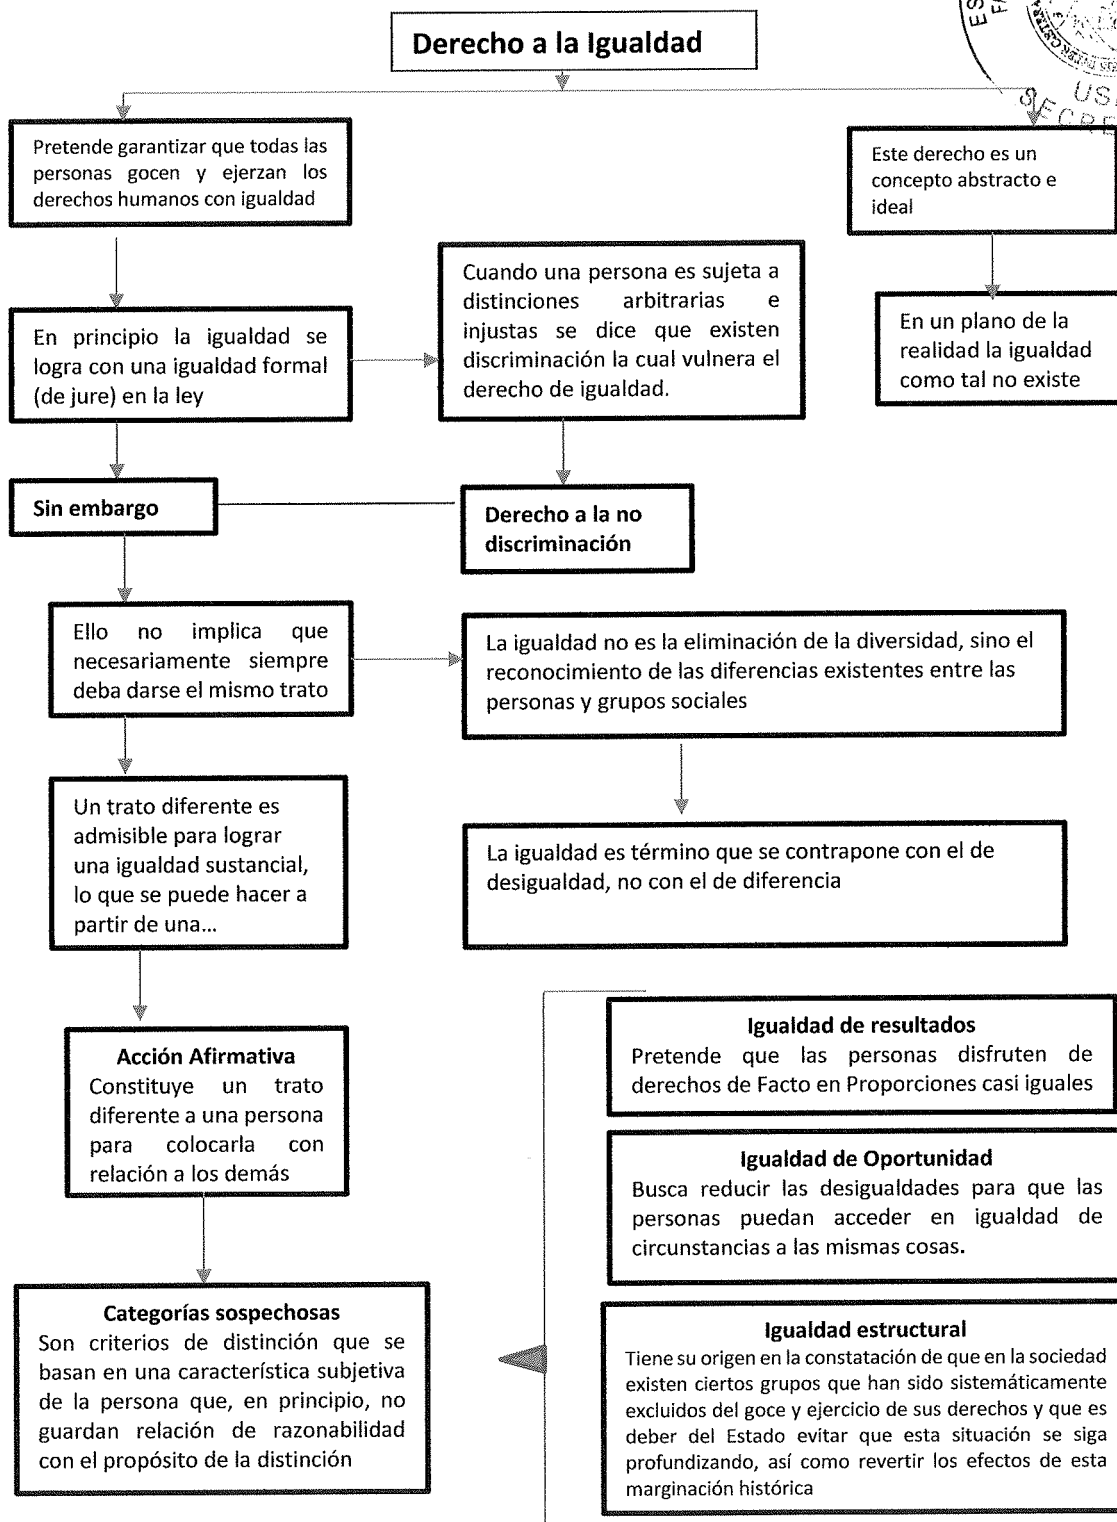 Derecho a la Igualdad
Pretende garantizar que todas las
personas gocen y ejerzan los
derechos humanos con igualdad
Este derecho es un
concepto abstracto e
ideal
Cuando una persona es sujeta a
distinciones arbitrarias e
injustas se dice que existen
discriminación la cual vulnera el
derecho de igualdad.
En principio la igualdad se
logra con una igualdad formal
(de jure) en la ley
En un plano de la
realidad la igualdad
como tal no existe
Sin embargo
Derecho a la no
discriminación
Ello no implica que
necesariamente siempre
deba darse el mismo trato
La igualdad no es la eliminación de la diversidad, sino el
reconocimiento de las diferencias existentes entre las
personas y grupos sociales
Un trato diferente es
admisible para lograr
una igualdad sustancial,
lo que se puede hacer a
partir de una...
La igualdad es término que se contrapone con el de
desigualdad, no con el de diferencia
Acción Afirmativa
Constituye un trato
diferente a una persona
para colocarla con
relación a los demás
Igualdad de resultados
Pretende que las personas disfruten de
derechos de Facto en Proporciones casi iguales
Igualdad de Oportunidad
Busca reducir las desigualdades para que las
personas puedan acceder en igualdad de
circunstancias a las mismas cosas.
Categorías sospechosas
Son criterios de distinción que se
basan en una característica subjetiva
de la persona que, en principio, no
guardan relación de razonabilidad
con el propósito de la distinción
Igualdad estructural
Tiene su origen en la constatación de que en la sociedad
existen ciertos grupos que han sido sistemáticamente
excluidos del goce y ejercicio de sus derechos y que es
deber del Estado evitar que esta situación se siga
profundizando, así como revertir los efectos de esta
marginación histórica